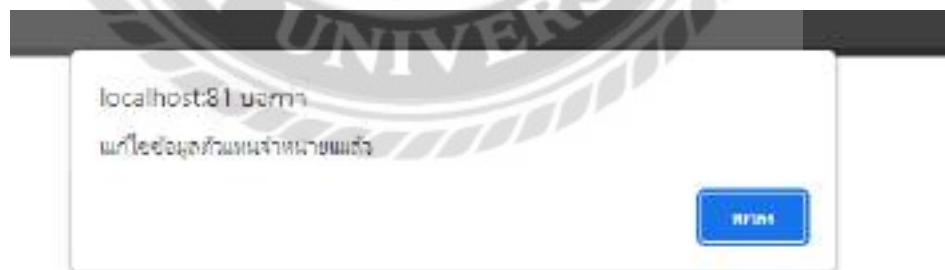 UNIVERS
localhost:81 บอกว่า
แก้ไขข้อมูลตัวแทนจำหน่ายแล้ว
ตกลง